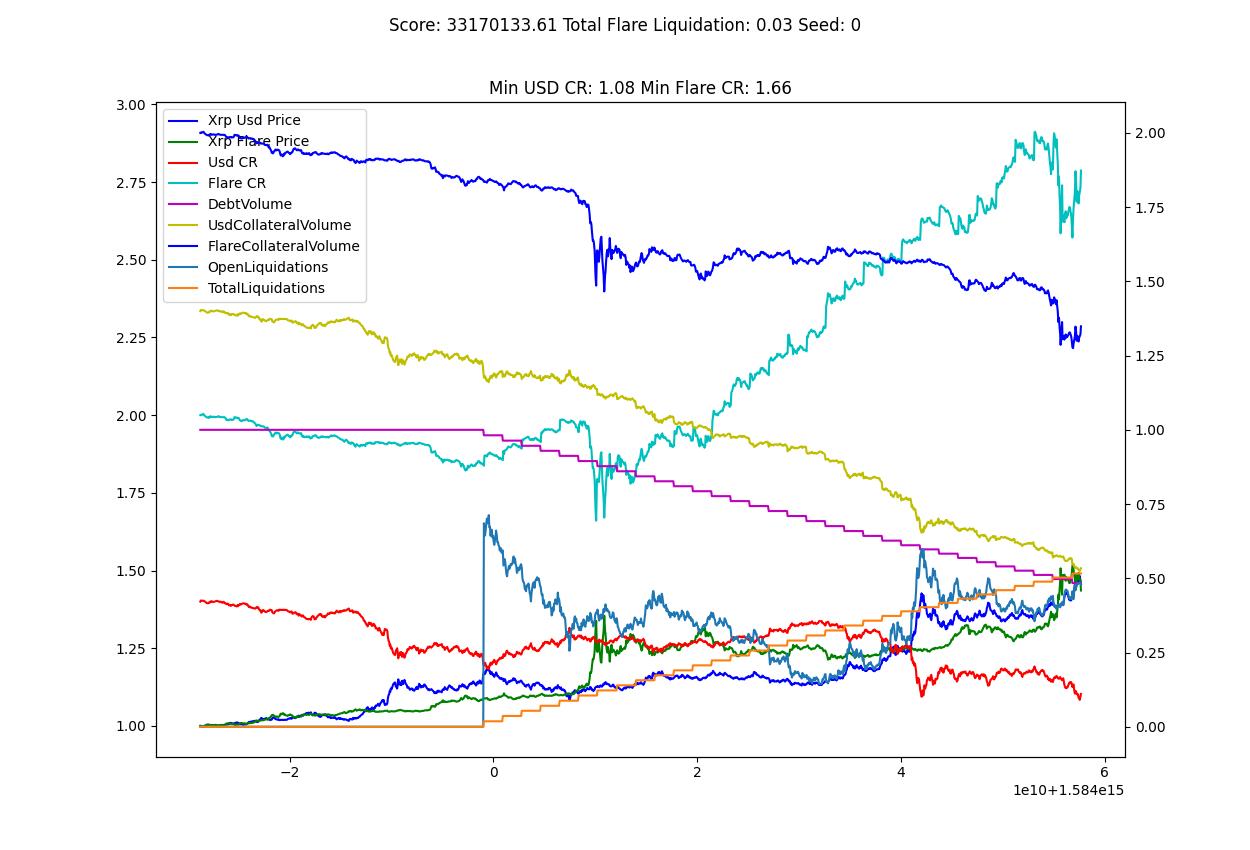 Score: 33170133.61 Total Flare Liquidation: 0.03 Seed: 0
Min USD CR: 1.08 Min Flare CR: 1.66
3.00
2.75
2.50
2.25
2.00
1.75
1.50
1.25
1.00
Xrp Usd Price
Xrp Flare Price
Usd CR
Flare CR
DebtVolume
UsdCollateralVolume
FlareCollateralVolume
OpenLiquidations
TotalLiquidations
2.00
1.75
1.50
1.25
1.00
0.75
0.50
0.25
0.00
−2 0 2 4 6
1e10+1.584e15